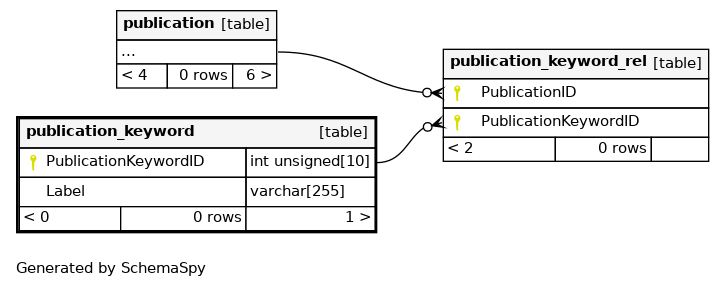 publication [table]
...
< 4 0 rows 6 >
publication_keyword_rel [table]
PublicationID
PublicationKeywordID
< 2 0 rows
publication_keyword [table]
PublicationKeywordID int unsigned[10]
Label varchar[255]
< 0 0 rows 1 >
Generated by SchemaSpy